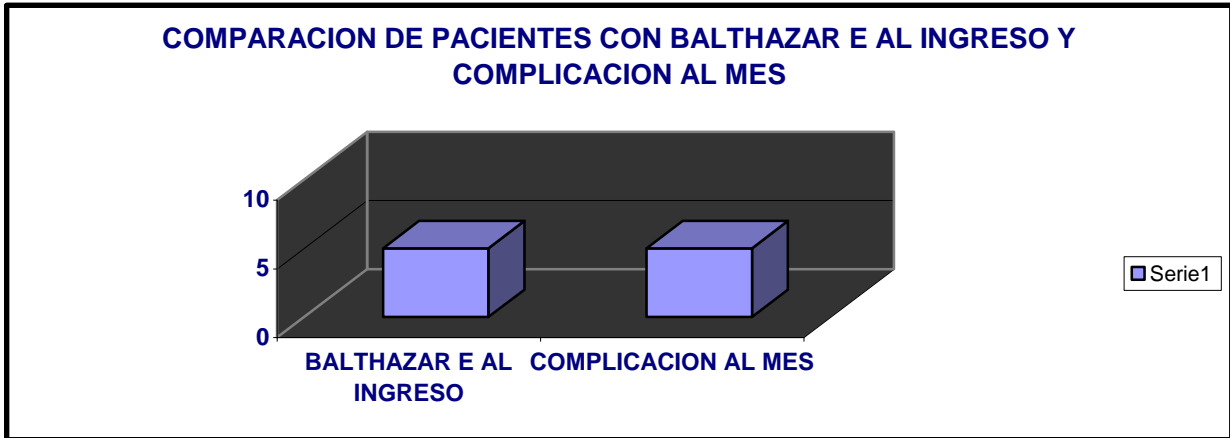 COMPARACION DE PACIENTES CON BALTHAZAR E AL INGRESO Y
COMPLICACION AL MES
10
5
0
BALTHAZAR E AL
INGRESO
COMPLICACION AL MES
Serie1